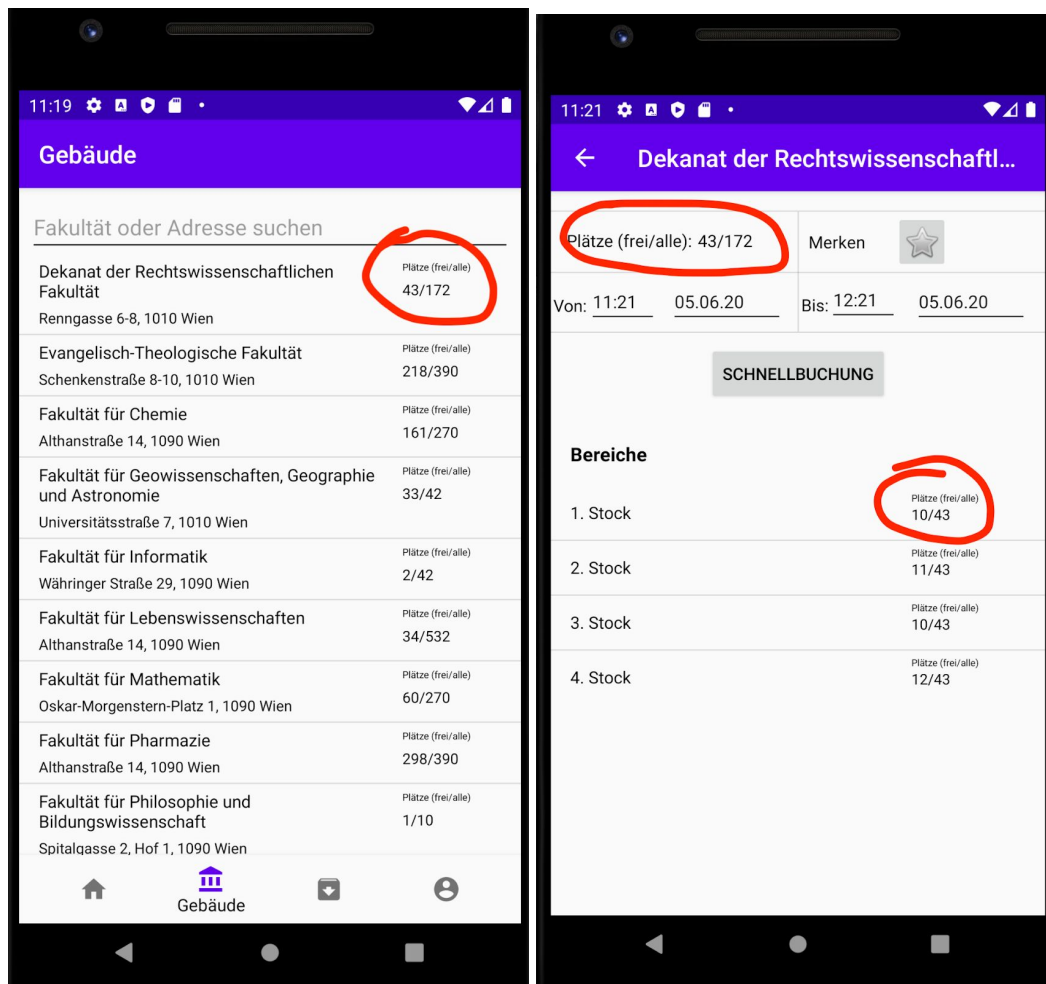 11:19
Gebäude
Fakultät oder Adresse suchen
Dekanat der Rechtswissenschaftlichen
Fakultät
Renngasse 6-8, 1010 Wien
Plätze (frei/alle)
43/172
Evangelisch-Theologische Fakultät
Schenkenstraße 8-10, 1010 Wien
Plätze (frei/alle)
218/390
Fakultät für Chemie
Althanstraße 14, 1090 Wien
Plätze (frei/alle)
161/270
Fakultät für Geowissenschaften, Geographie
und Astronomie
Universitätsstraße 7, 1010 Wien
Plätze (frei/alle)
33/42
Fakultät für Informatik
Währinger Straße 29, 1090 Wien
Plätze (frei/alle)
2/42
Fakultät für Lebenswissenschaften
Althanstraße 14, 1090 Wien
Plätze (frei/alle)
34/532
Fakultät für Mathematik
Oskar-Morgenstern-Platz 1, 1090 Wien
Plätze (frei/alle)
60/270
Fakultät für Pharmazie
Althanstraße 14, 1090 Wien
Plätze (frei/alle)
298/390
Fakultät für Philosophie und
Bildungswissenschaft
Spitalgasse 2, Hof 1, 1090 Wien
Plätze (frei/alle)
1/10
Gebäude
11:21
Dekanat der Rechtswissenschaftl...
Plätze (frei/alle): 43/172 Merken
Von: 11:21 05.06.20 Bis: 12:21 05.06.20
SCHNELLBUCHUNG
Bereiche
1. Stock
Plätze (frei/alle)
10/43
2. Stock
Plätze (frei/alle)
11/43
3. Stock
Plätze (frei/alle)
10/43
4. Stock
Plätze (frei/alle)
12/43